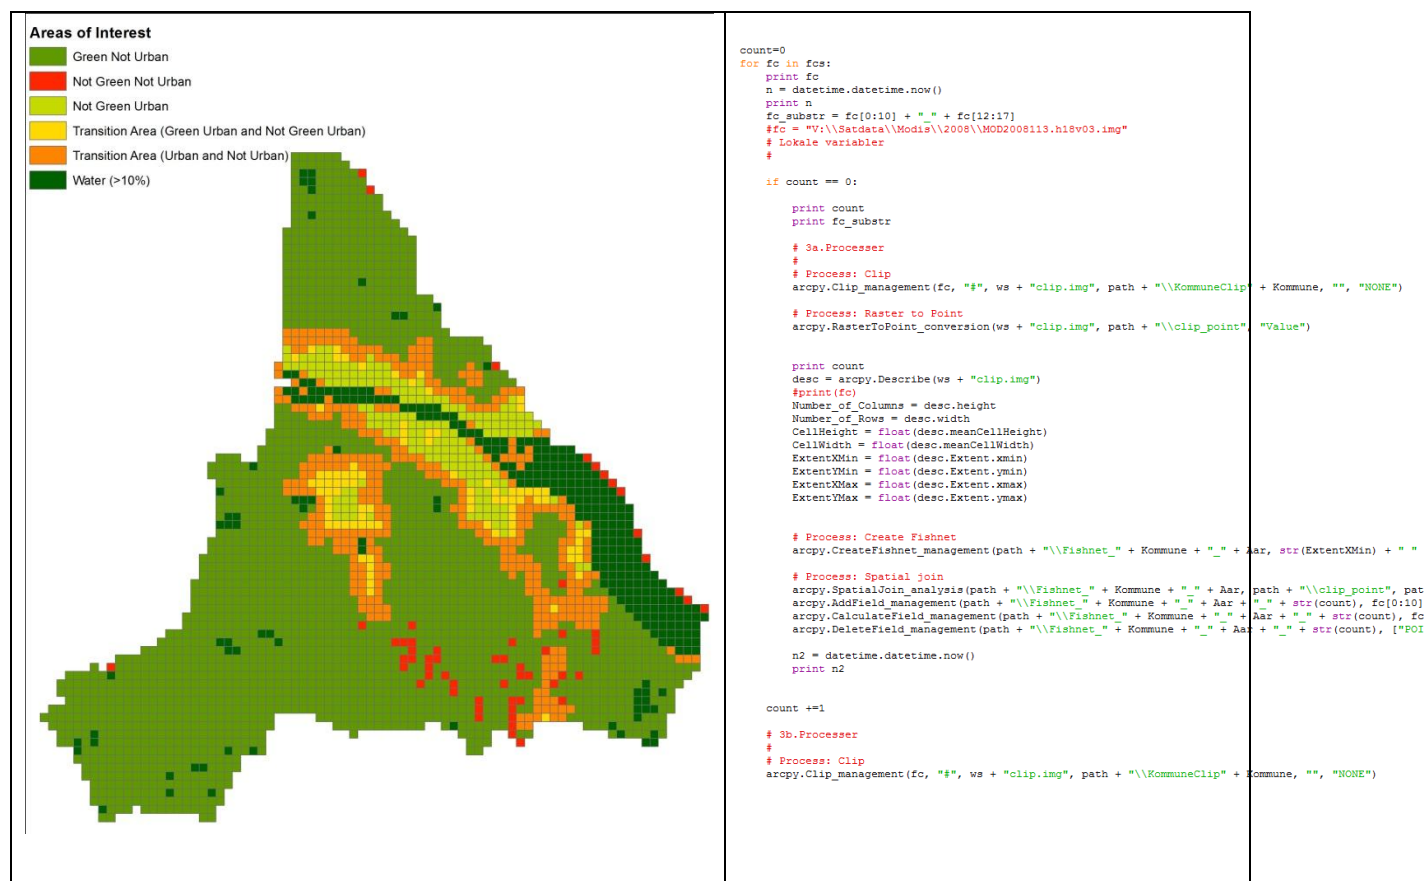 Areas of Interest
Green Not Urban
Not Green Not Urban
Not Green Urban
Transition Area (Green Urban and Not Green Urban)
Transition Area (Urban and Not Urban)
Water (>10%)
count=0
for fc in fcs:
    print fc
    n = datetime.datetime.now()
    print n
    fc_substr = fc[0:10] + "_" + fc[12:17]
    #fc = "V:\\Satdata\\Modis\\2008\\MOD2008113.h18v03.img"
    # Lokale variabler
    #
    if count == 0:
        print count
        print fc_substr
        # 3a.Processer
        #
        # Process: Clip
        arcpy.Clip_management(fc, "#", ws + "clip.img", path + "\\KommuneClip" + Kommune, "", "NONE")
        # Process: Raster to Point
        arcpy.RasterToPoint_conversion(ws + "clip.img", path + "\\clip_point", "Value")
        print count
        desc = arcpy.Describe(ws + "clip.img")
        #print(fc)
        Number_of_Columns = desc.height
        Number_of_Rows = desc.width
        CellHeight = float(desc.meanCellHeight)
        CellWidth = float(desc.meanCellWidth)
        ExtentXMin = float(desc.Extent.xmin)
        ExtentYMin = float(desc.Extent.ymin)
        ExtentXMax = float(desc.Extent.xmax)
        ExtentYMax = float(desc.Extent.ymax)
        # Process: Create Fishnet
        arcpy.CreateFishnet_management(path + "\\Fishnet_" + Kommune + "_" + Aar, str(ExtentXMin) + " "
        # Process: Spatial join
        arcpy.SpatialJoin_analysis(path + "\\Fishnet_" + Kommune + "_" + Aar, path + "\\clip_point", pat
        arcpy.AddField_management(path + "\\Fishnet_" + Kommune + "_" + Aar + "_" + str(count), fc[0:10]
        arcpy.CalculateField_management(path + "\\Fishnet_" + Kommune + "_" + Aar + "_" + str(count), fc
        arcpy.DeleteField_management(path + "\\Fishnet_" + Kommune + "_" + Aar + "_" + str(count), ["POI
        n2 = datetime.datetime.now()
        print n2
    count +=1
    # 3b.Processer
    #
    # Process: Clip
    arcpy.Clip_management(fc, "#", ws + "clip.img", path + "\\KommuneClip" + Kommune, "", "NONE")